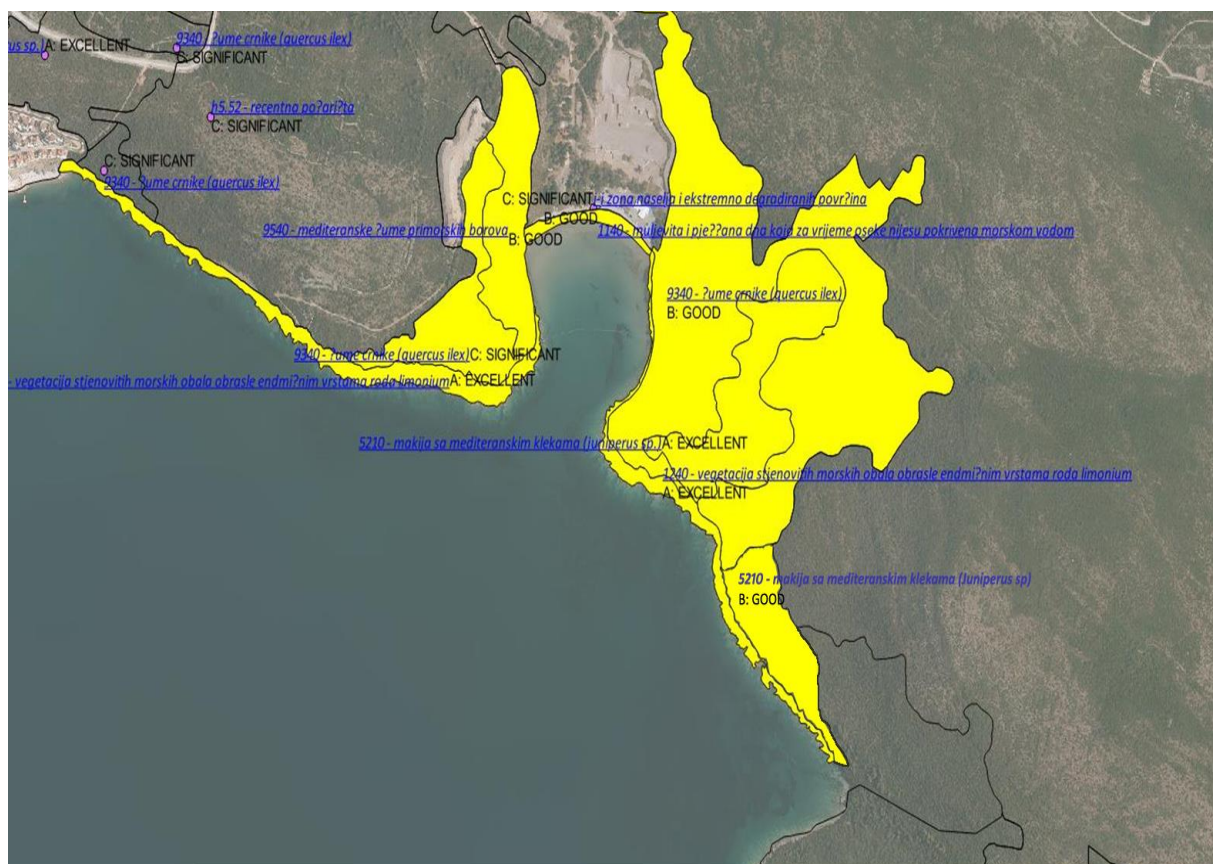 us sp.)A: EXCELLENT
9340 - ?ume crnike (quercus ilex)
C: SIGNIFICANT
h5.52 - recentna po?ari?ta
C: SIGNIFICANT
C: SIGNIFICANT
9340 - ?ume crnike (quercus ilex)
C: SIGNIFICANT j-i zona naselja i ekstremno degradiranih povr?ina
B: GOOD
9540 - mediteranske ?ume primorskih borova
B: GOOD
1140 - muljevita i pje??ana dna koja za vrijeme oseke nijesu pokrivena morskom vodom
9340 - ?ume crnike (quercus ilex)
B: GOOD
9340 - ?ume crnike (quercus ilex)C: SIGNIFICANT
- vegetacija stjenovitih morskih obala obrasle endmi?nim vrstama roda limoniumA: EXCELLENT
5210 - makija sa mediteranskim klekama (juniperus sp.)A: EXCELLENT
1240 - vegetacija stjenovitih morskih obala obrasle endmi?nim vrstama roda limonium
A: EXCELLENT
5210 - makija sa mediteranskim klekama (Juniperus sp)
B: GOOD